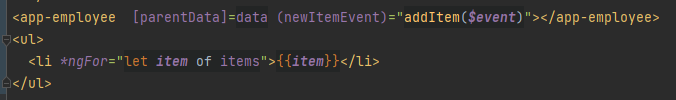 <app-employee  [parentData]=data (newItemEvent)="addItem($event)"></app-employee>
<ul>
  <li *ngFor="let item of items">{{item}}</li>
</ul>